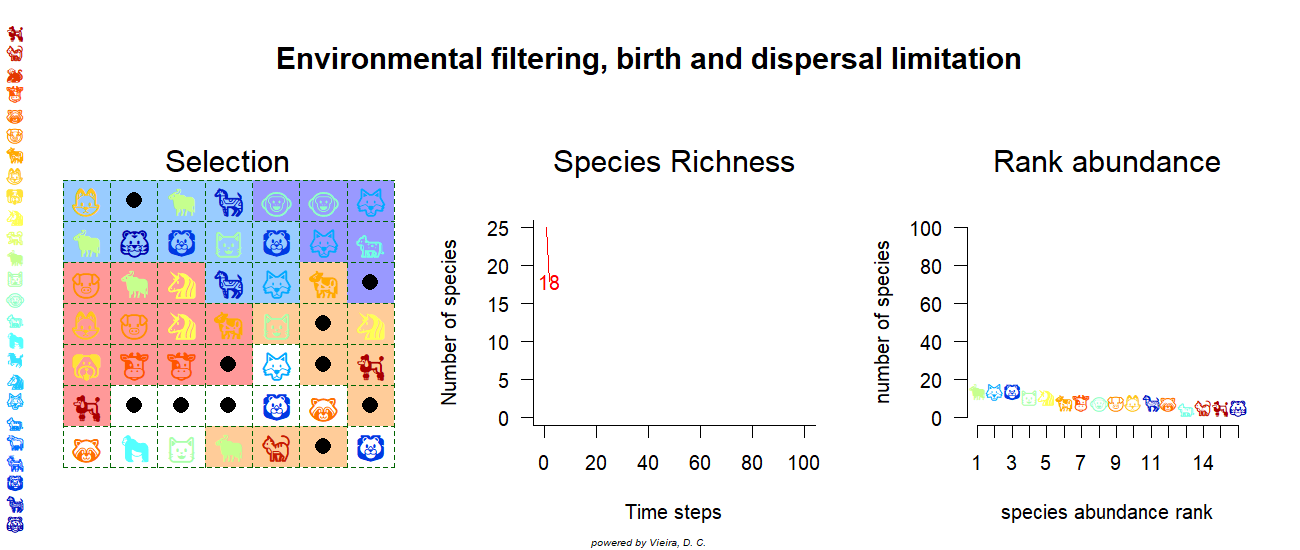 Environmental filtering, birth and dispersal limitation
Selection
Species Richness
Rank abundance
Number of species
25
20
15
10
5
0
18
0 20 40 60 80 100
Time steps
number of species
100
80
60
40
20
0
1 3 5 7 9 11 14
species abundance rank
powered by Vieira, D. C.